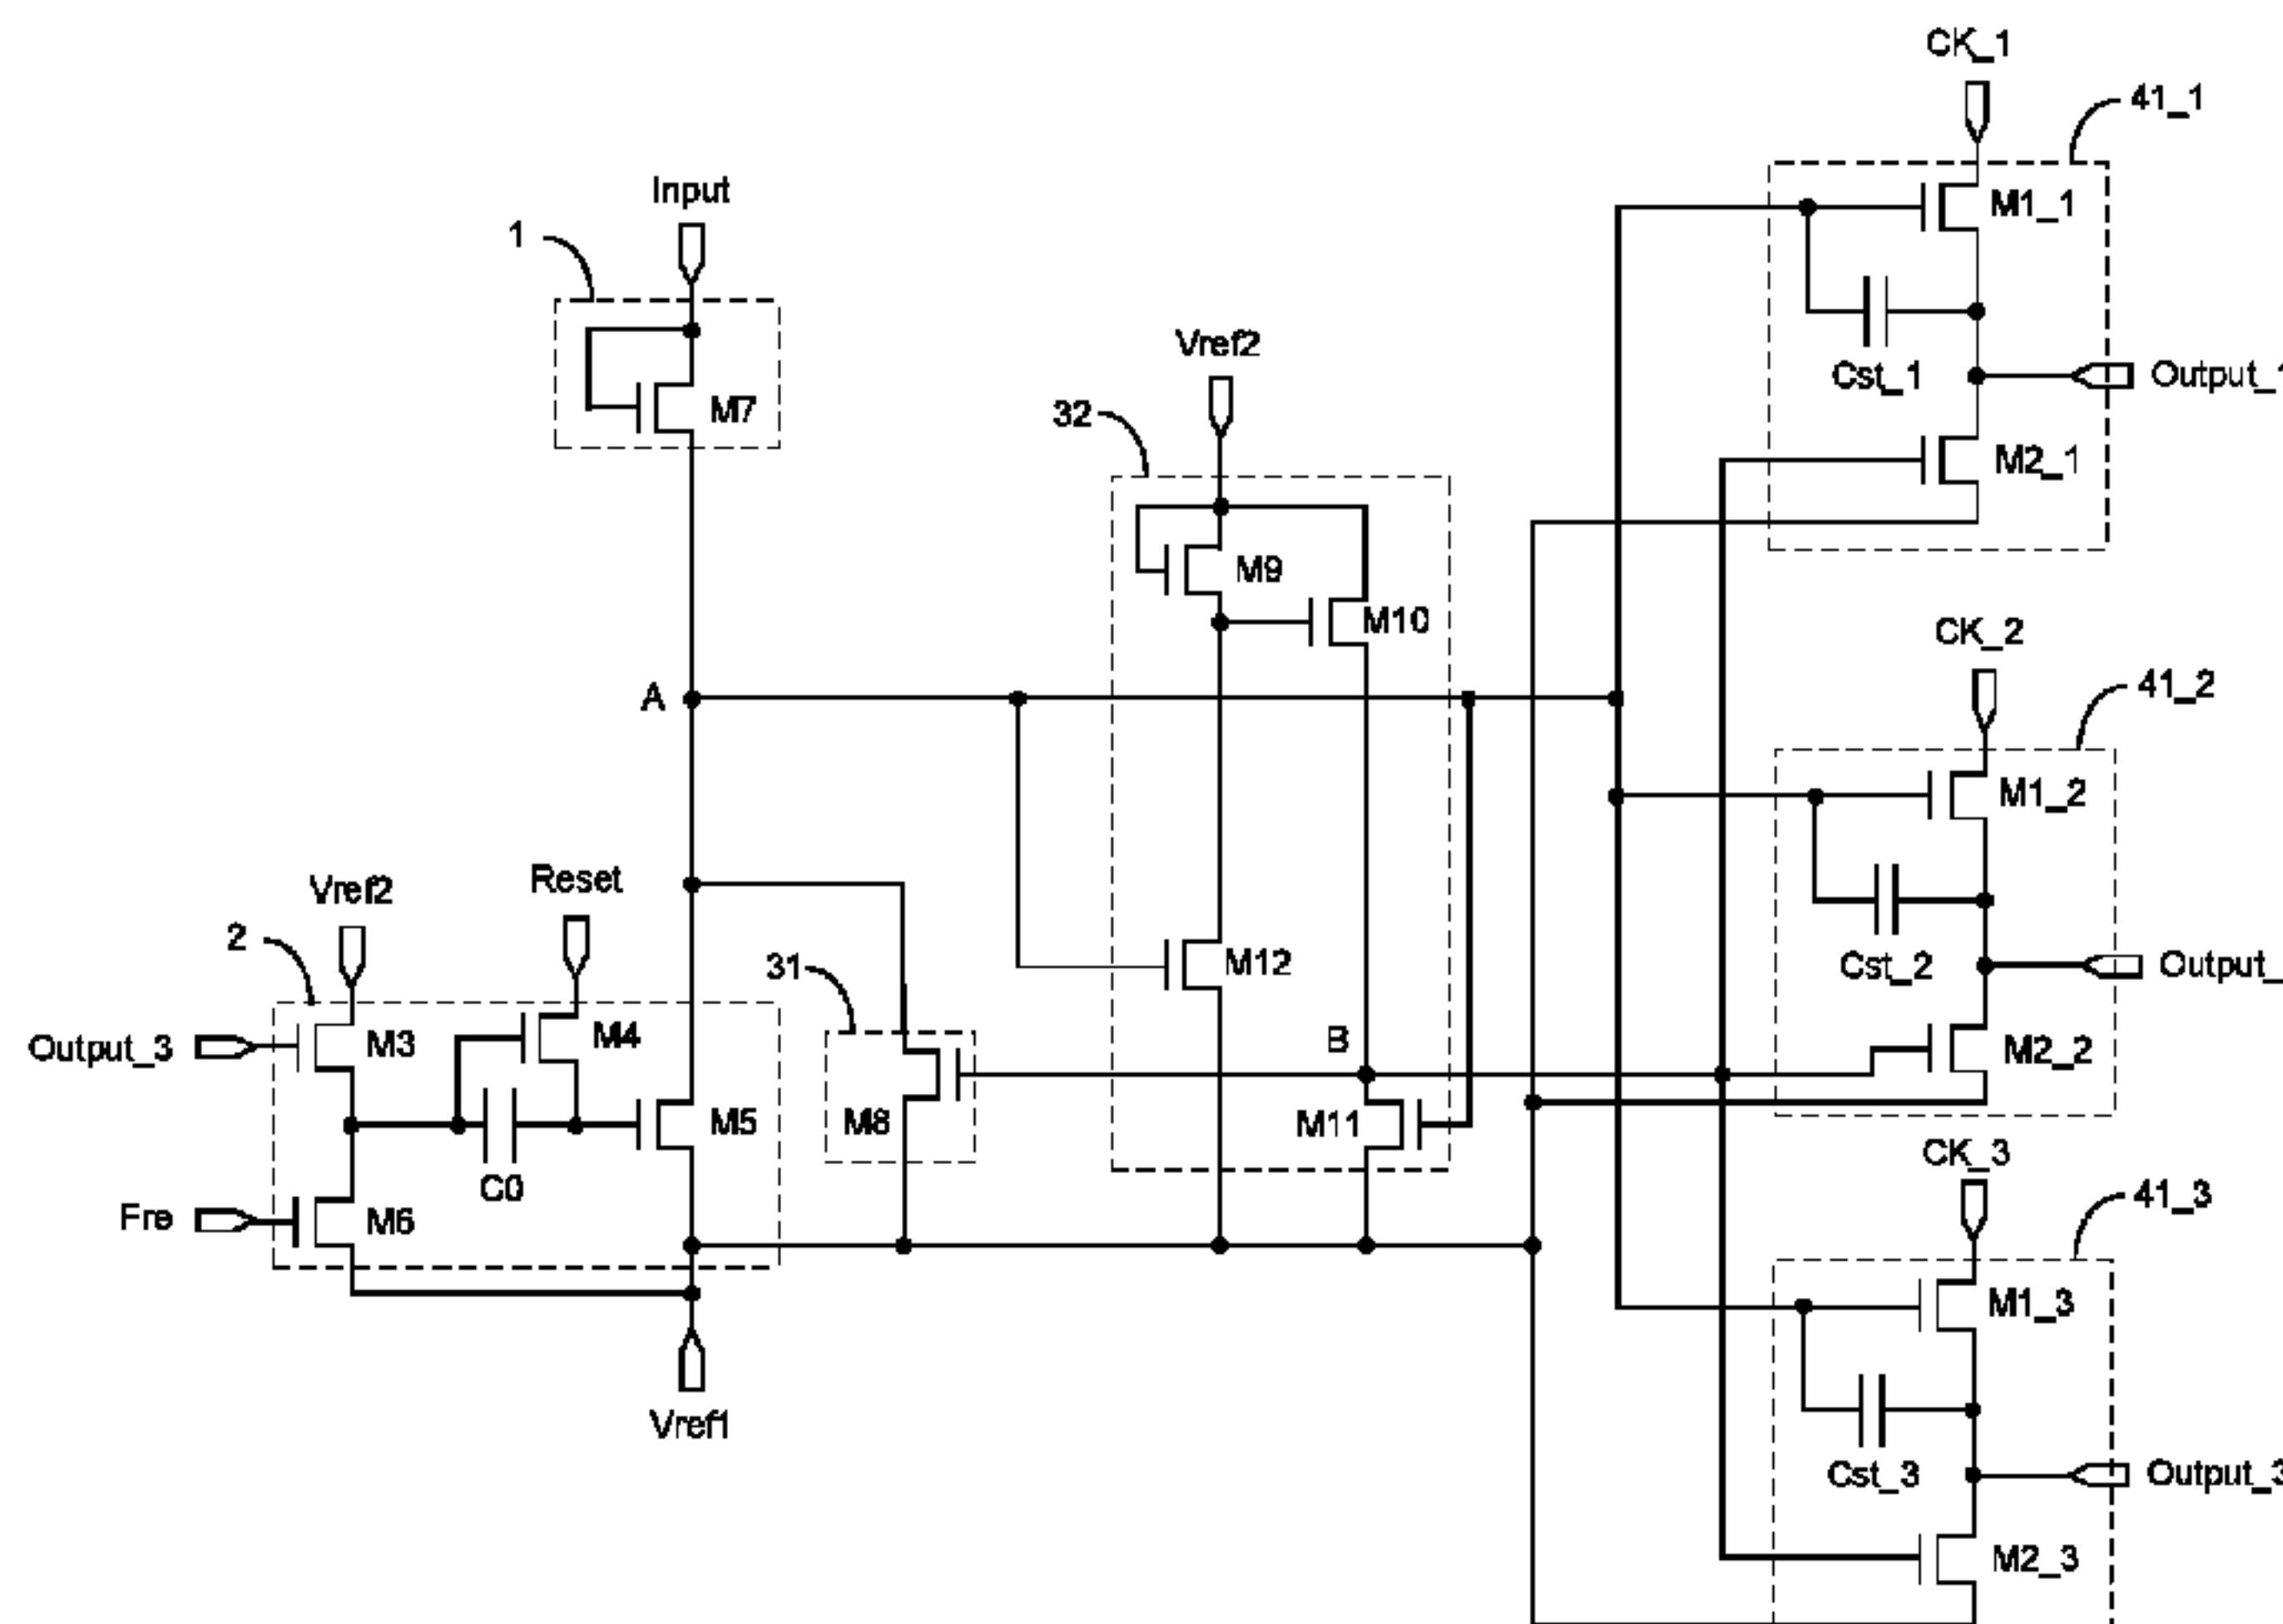 CK_1
41_1
Input
1
M1_1
Vref2
Cst_1
Output_1
M7
32
M2_1
M9
M10
CK_2
A
41_2
M1_2
Reset
Vref2
2
31
M12
Cst_2
Output_
Output_3
M3
M4
B
M2_2
M5
M8
M11
CK_3
C0
41_3
Fre
M6
M1_3
Vref1
Cst_3
Output_3
M2_3